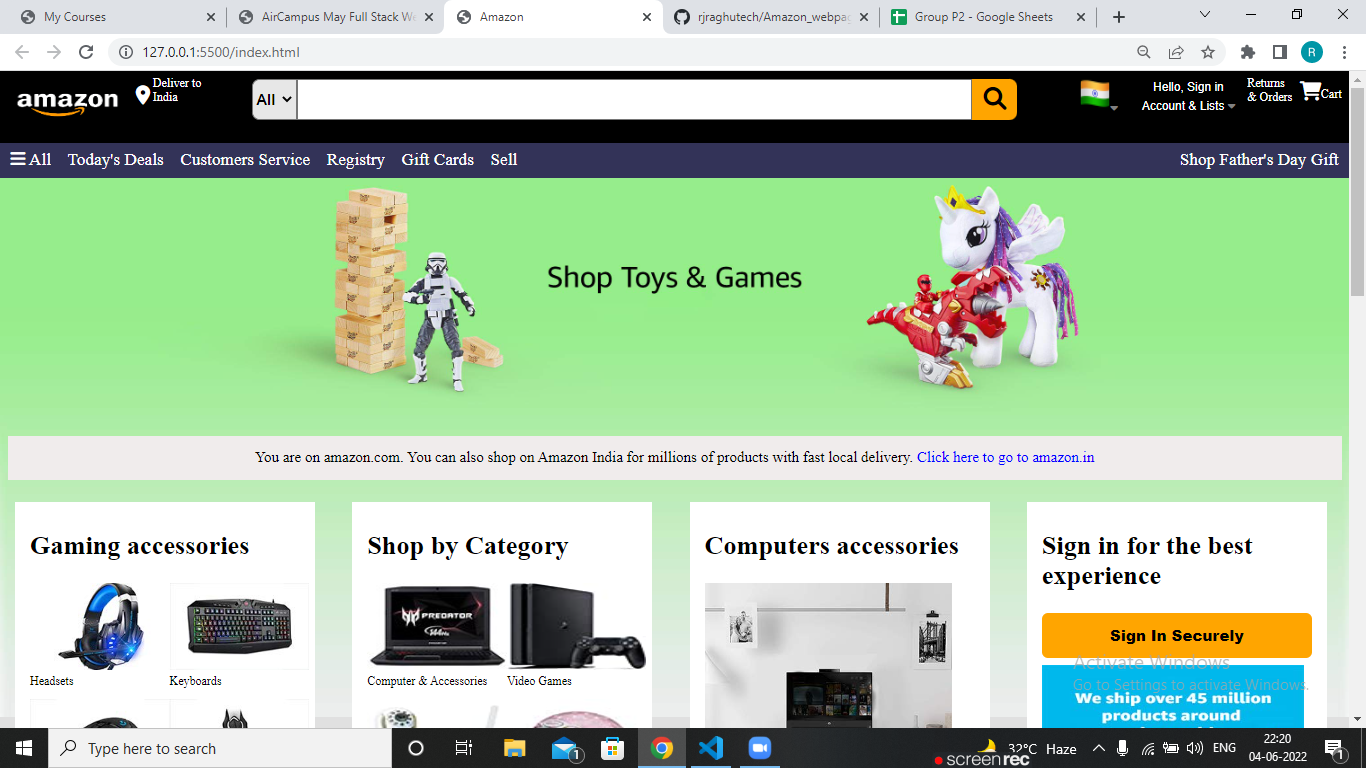 My Courses
AirCampus May Full Stack We
Amazon
rjraghutech/Amazon_webpag
Group P2 - Google Sheets
127.0.0.1:5500/index.html
R
amazon
Deliver to
India
All
Hello, Sign in
Account & Lists
Returns
& Orders
Cart
All Today's Deals Customers Service Registry Gift Cards Sell Shop Father's Day Gift
Shop Toys & Games
You are on amazon.com. You can also shop on Amazon India for millions of products with fast local delivery. Click here to go to amazon.in
Gaming accessories
Headsets
Keyboards
Shop by Category
PREDATOR
Computer & Accessories
Video Games
Computers accessories
Sign in for the best
experience
Sign In Securely
We ship over 45 million
products around
Activate Windows
Go to Settings to activate Windows.
Type here to search
1
32°C Haze
ENG
22:20
04-06-2022
1
screenrec